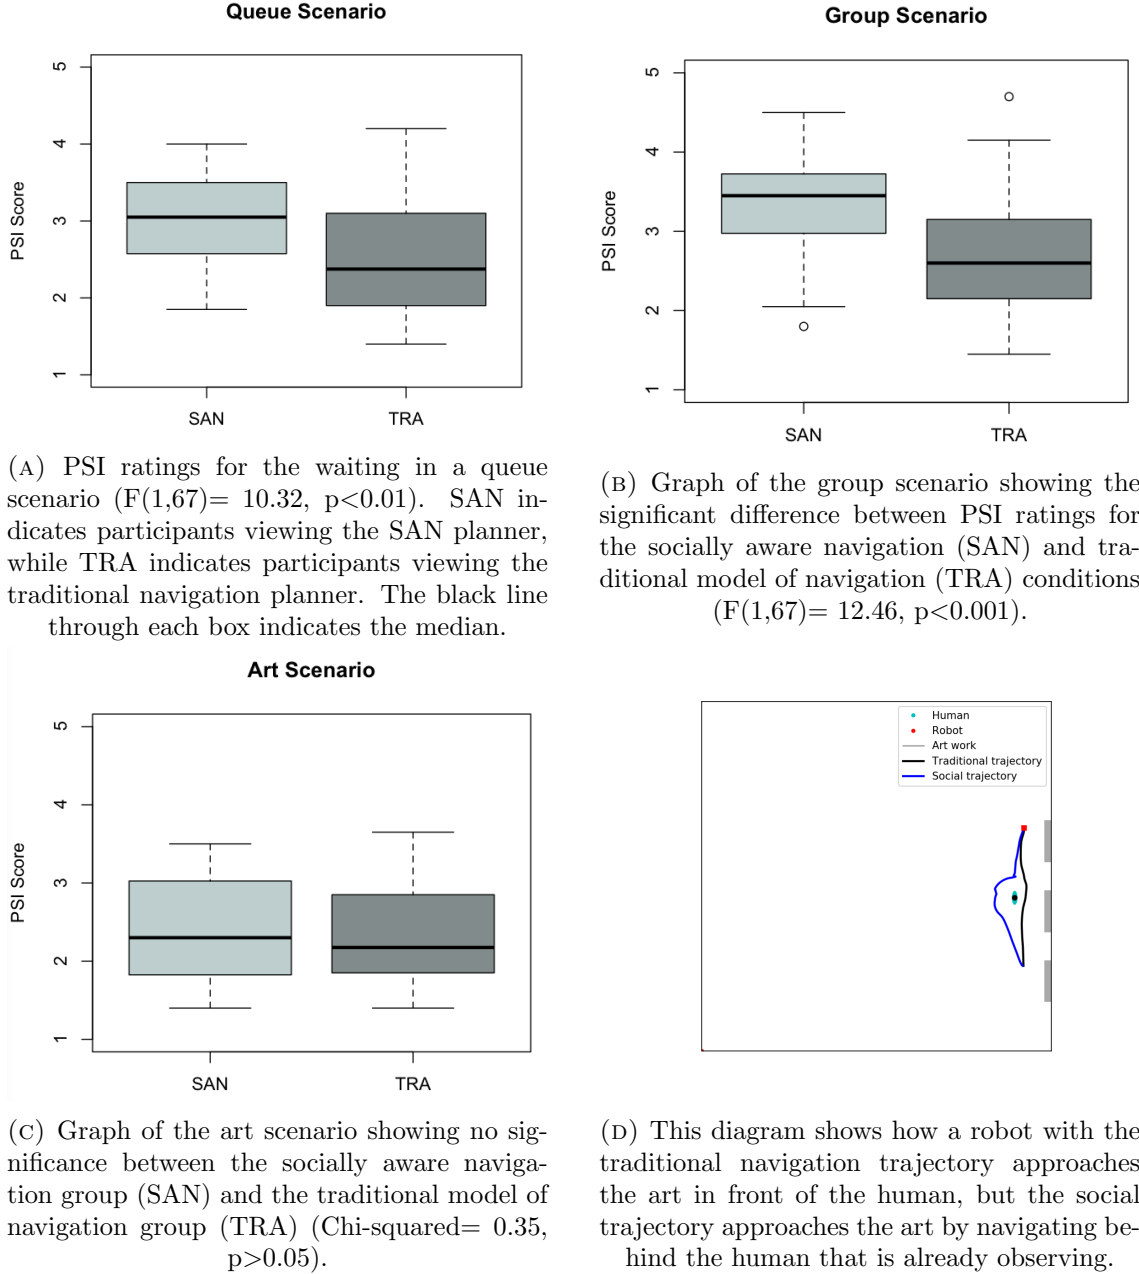 Queue Scenario
PSI Score
5
4
3
2
1
SAN
TRA
(A) PSI ratings for the waiting in a queue
scenario (F(1,67)= 10.32, p<0.01). SAN in-
dicates participants viewing the SAN planner,
while TRA indicates participants viewing the
traditional navigation planner. The black line
through each box indicates the median.
Group Scenario
PSI Score
5
4
3
2
1
SAN
TRA
(B) Graph of the group scenario showing the
significant difference between PSI ratings for
the socially aware navigation (SAN) and tra-
ditional model of navigation (TRA) conditions
(F(1,67)= 12.46, p<0.001).
Art Scenario
PSI Score
5
4
3
2
1
SAN
TRA
(C) Graph of the art scenario showing no sig-
nificance between the socially aware naviga-
tion group (SAN) and the traditional model of
navigation group (TRA) (Chi-squared= 0.35,
p>0.05).
Human
Robot
Art work
Traditional trajectory
Social trajectory
(D) This diagram shows how a robot with the
traditional navigation trajectory approaches
the art in front of the human, but the social
trajectory approaches the art by navigating be-
hind the human that is already observing.